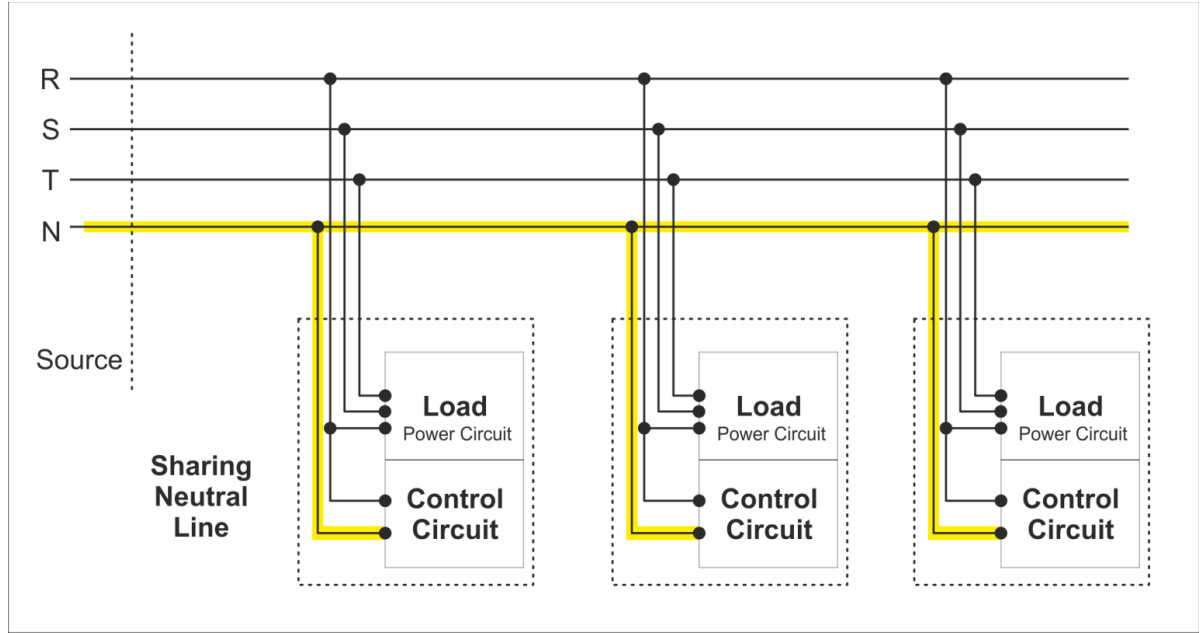 R
S
T
N
Source
Sharing
Neutral
Line
Load
Power Circuit
Control
Circuit
Load
Power Circuit
Control
Circuit
Load
Power Circuit
Control
Circuit